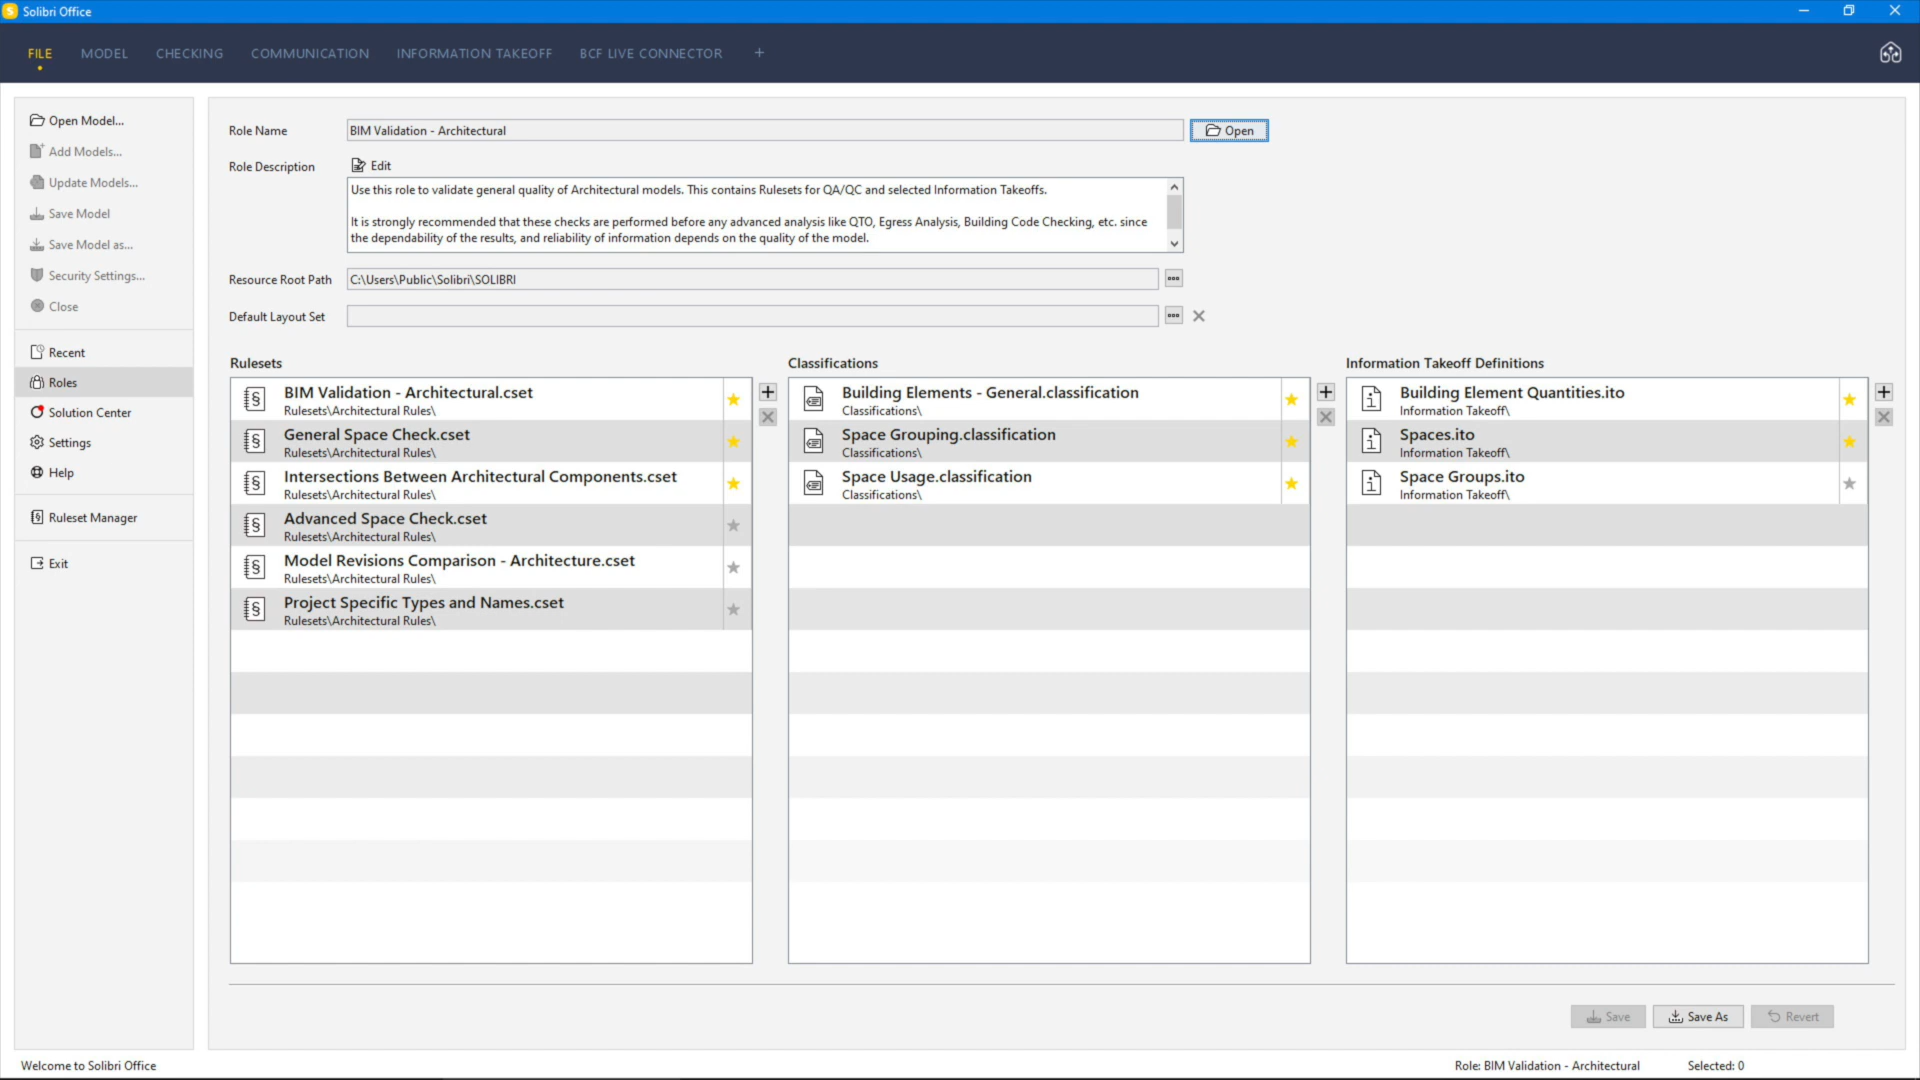 Solibri Office
FILE MODEL CHECKING COMMUNICATION INFORMATION TAKEOFF BCF LIVE CONNECTOR +
Open Model...
Add Models...
Update Models...
Save Model
Save Model as...
Security Settings...
Close
Recent
Roles
Solution Center
Settings
Help
Ruleset Manager
Exit
Role Name
BIM Validation - Architectural
Open
Role Description
Edit
Use this role to validate general quality of Architectural models. This contains Rulesets for QA/QC and selected Information Takeoffs.
It is strongly recommended that these checks are performed before any advanced analysis like QTO, Egress Analysis, Building Code Checking, etc. since
the dependability of the results, and reliability of information depends on the quality of the model.
Resource Root Path
C:\Users\Public\Solibri\SOLIBRI
Default Layout Set
Rulesets
BIM Validation - Architectural.cset
Rulesets\Architectural Rules\
General Space Check.cset
Rulesets\Architectural Rules\
Intersections Between Architectural Components.cset
Rulesets\Architectural Rules\
Advanced Space Check.cset
Rulesets\Architectural Rules\
Model Revisions Comparison - Architecture.cset
Rulesets\Architectural Rules\
Project Specific Types and Names.cset
Rulesets\Architectural Rules\
Classifications
Building Elements - General.classification
Classifications\
Space Grouping.classification
Classifications\
Space Usage.classification
Classifications\
Information Takeoff Definitions
Building Element Quantities.ito
Information Takeoff\
Spaces.ito
Information Takeoff\
Space Groups.ito
Information Takeoff\
Save
Save As
Revert
Welcome to Solibri Office
Role: BIM Validation - Architectural
Selected: 0